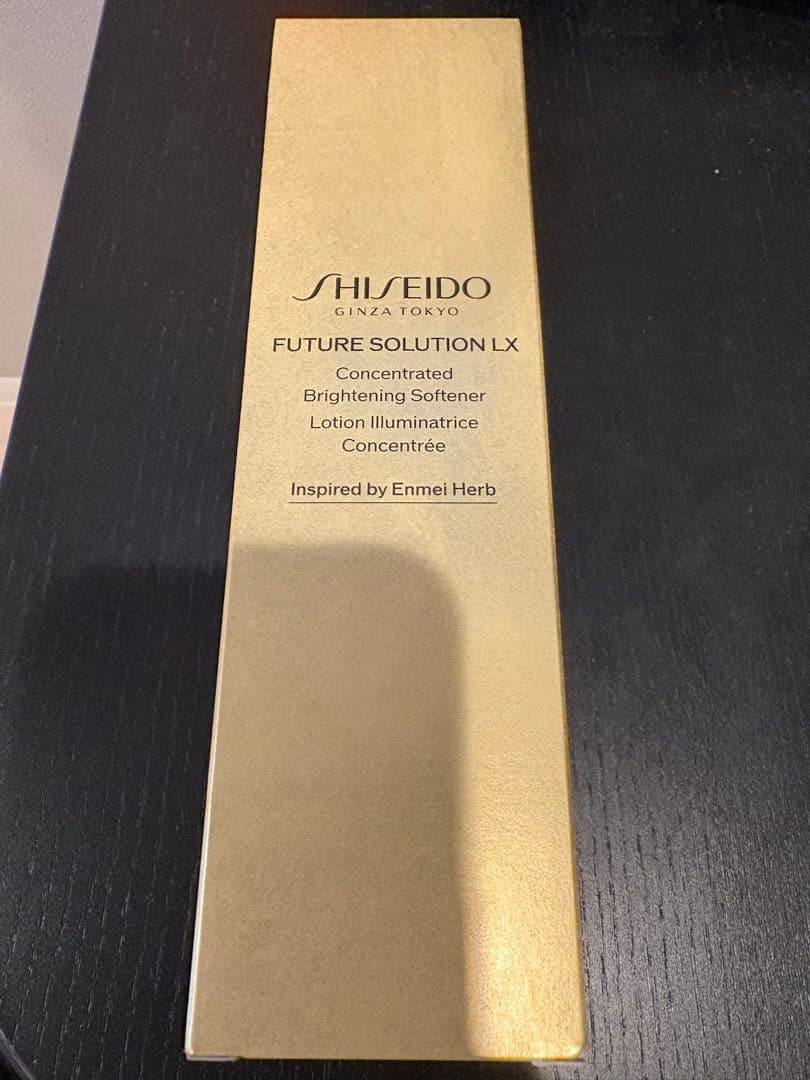 SHISEIDO
GINZA TOKYO
FUTURE SOLUTION LX
Concentrated
Brightening Softener
Lotion Illuminatrice
Concentrée
Inspired by Enmei Herb